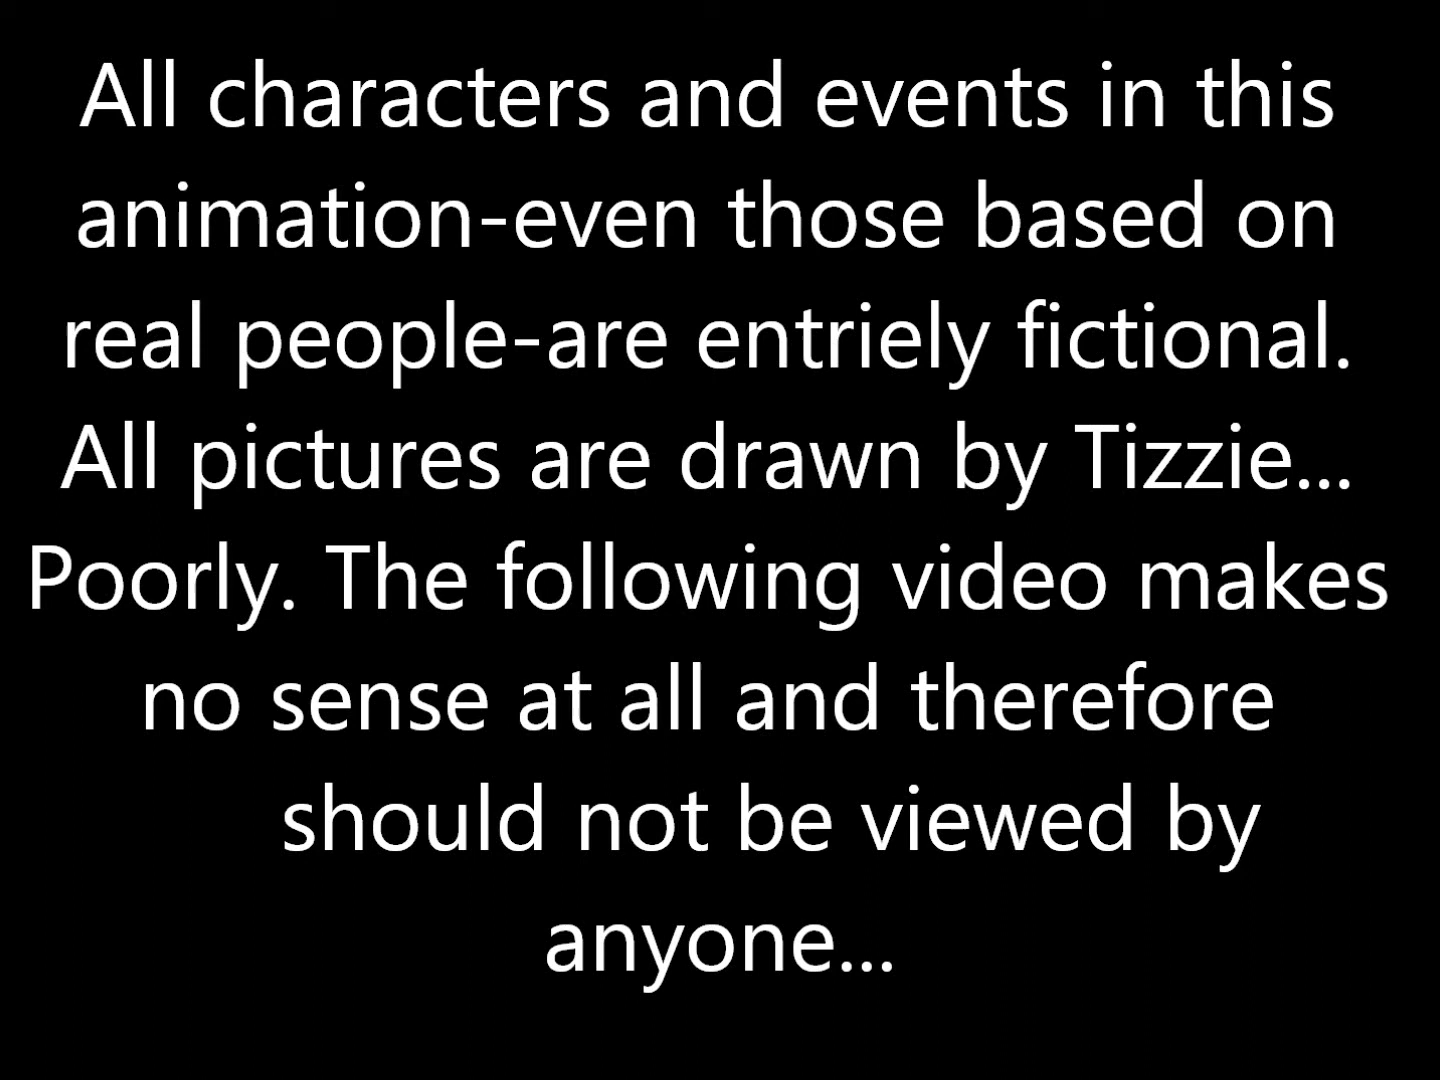 All characters and events in this
animation-even those based on
real people-are entriely fictional.
All pictures are drawn by Tizzie...
Poorly. The following video makes
no sense at all and therefore
should not be viewed by
anyone...